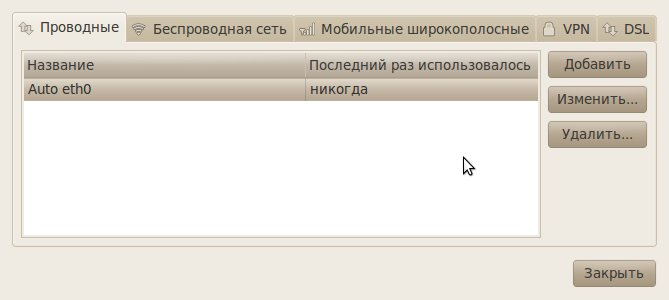 Проводные Беспроводная сеть Мобильные широкополосные VPN DSL
Название Последний раз использовалось Добавить
Auto eth0 никогда
Изменить...
Удалить...
Закрыть